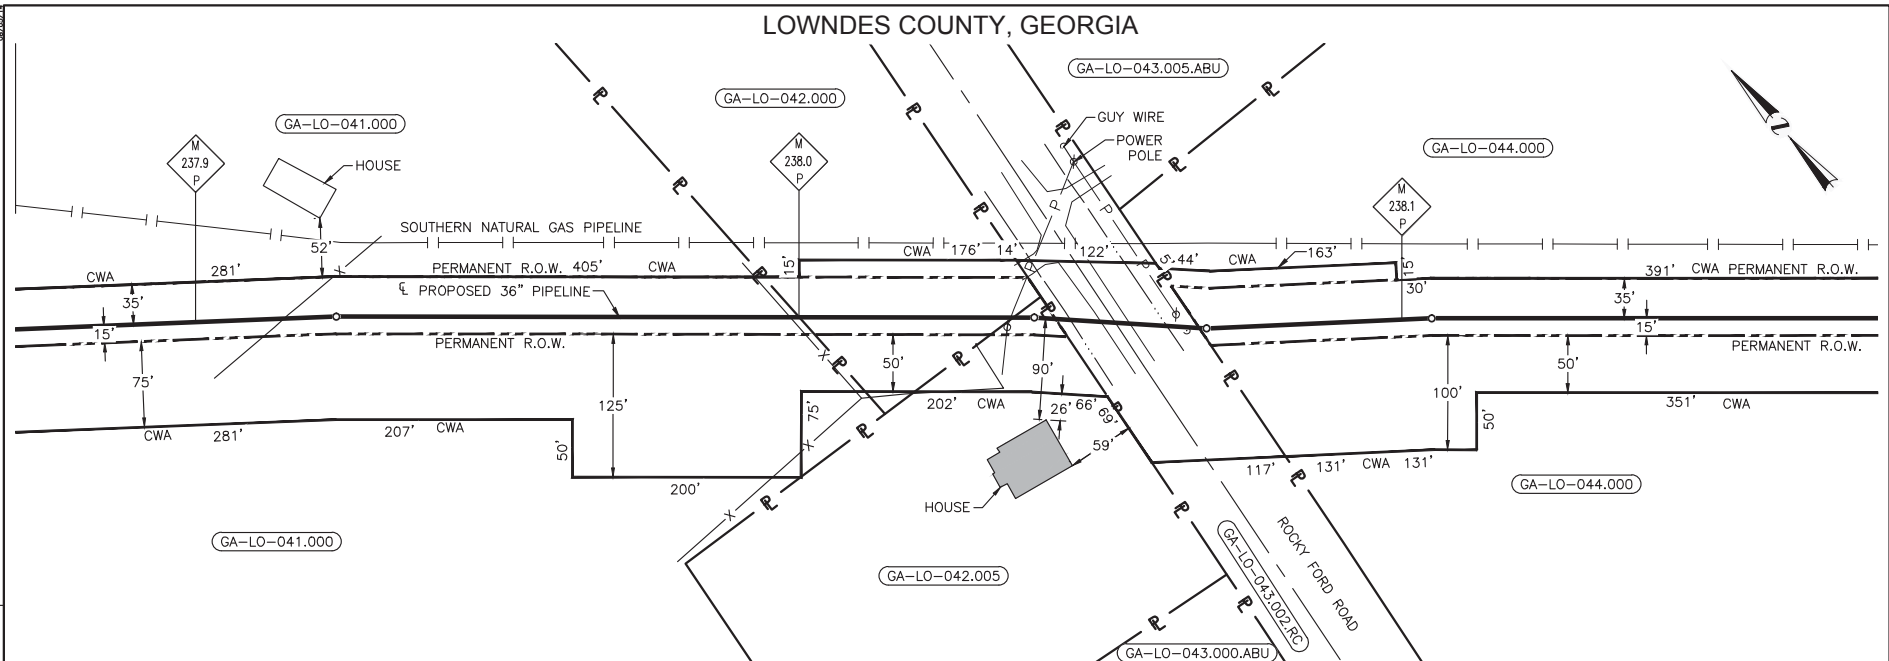 LOWNDES COUNTY, GEORGIA
GA-LO-043.005.ABU
GA-LO-042.000
GA-LO-041.000
GUY WIRE
POWER
POLE
GA-LO-044.000
M
237.9
P
M
238.0
P
M
238.1
P
HOUSE
SOUTHERN NATURAL GAS PIPELINE
52'
CWA
281'
PERMANENT R.O.W.
405'
CWA
15'
CWA
176'
14'
122'
5'
44'
CWA
163'
15'
30'
391'
CWA
PERMANENT R.O.W.
℄ PROPOSED 36" PIPELINE
35'
15'
35'
15'
PERMANENT R.O.W.
PERMANENT R.O.W.
75'
125'
50'
90'
100'
50'
CWA
281'
207'
CWA
50'
200'
75'
202'
CWA
26'
66'
69'
59'
117'
131'
CWA
131'
50'
351'
CWA
HOUSE
GA-LO-044.000
GA-LO-041.000
GA-LO-042.005
GA-LO-043.002.RC
ROCKY FORD ROAD
GA-LO-043.000.ABU